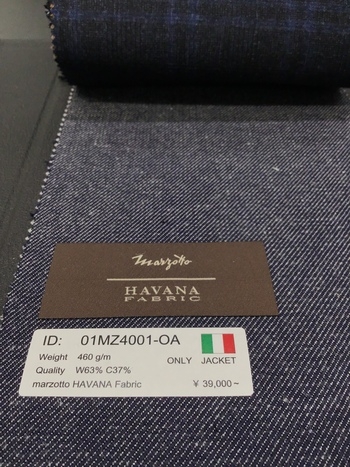 marzotto
HAVANA
FABRIC
ID: 01MZ4001-OA
Weight 460 g/m
ONLY JACKET
Quality W63% C37%
marzotto HAVANA Fabric
¥ 39,000~